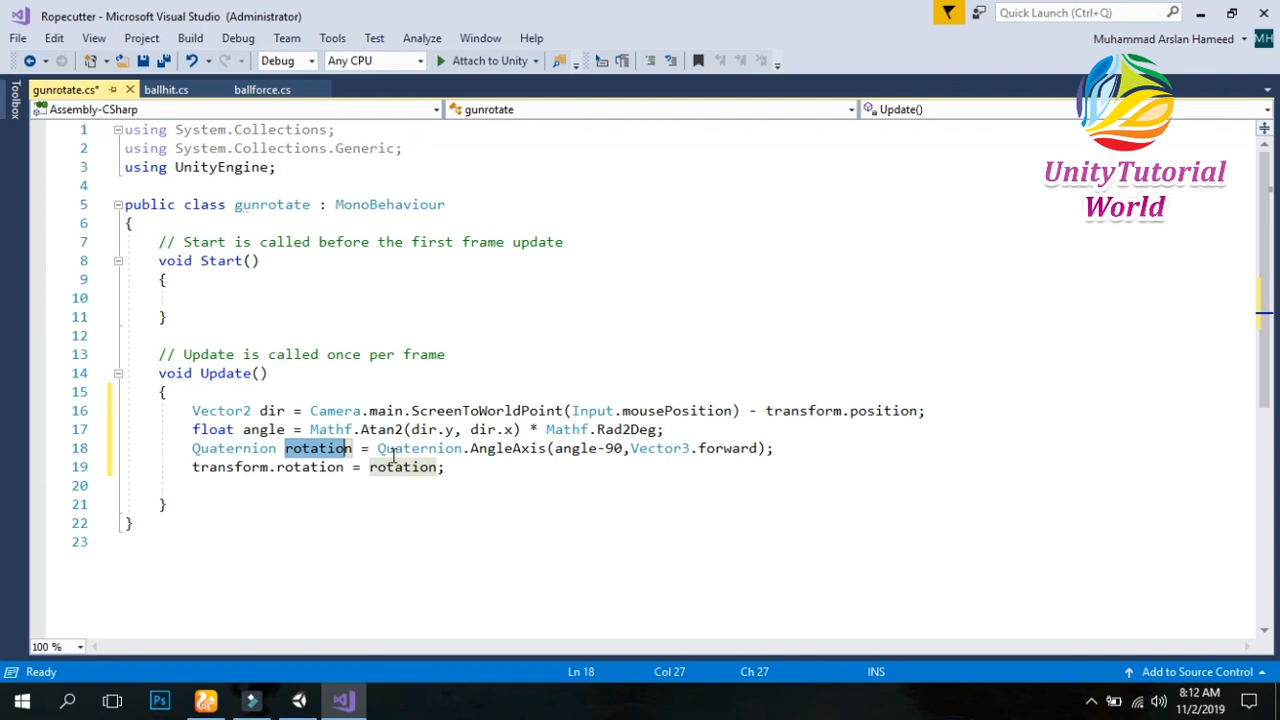 Ropecutter - Microsoft Visual Studio (Administrator)
Quick Launch (Ctrl+Q)
File Edit View Project Build Debug Team Tools Test Analyze Window Help
Muhammad Arslan Hameed MH
Debug Any CPU Attach to Unity
Toolbox
gunrotate.cs* ballhit.cs ballforce.cs
Assembly-CSharp gunrotate Update()
UnityTutorial
World
1 using System.Collections;
2 using System.Collections.Generic;
3 using UnityEngine;
4
5 public class gunrotate : MonoBehaviour
6 {
7 // Start is called before the first frame update
8 void Start()
9 {
10
11 }
12
13 // Update is called once per frame
14 void Update()
15 {
16 Vector2 dir = Camera.main.ScreenToWorldPoint(Input.mousePosition) - transform.position;
17 float angle = Mathf.Atan2(dir.y, dir.x) * Mathf.Rad2Deg;
18 Quaternion rotation = Quaternion.AngleAxis(angle-90,Vector3.forward);
19 transform.rotation = rotation;
20
21 }
22 }
23
100 %
Ready Ln 18 Col 27 Ch 27 INS Add to Source Control
Ps
8:12 AM
11/2/2019